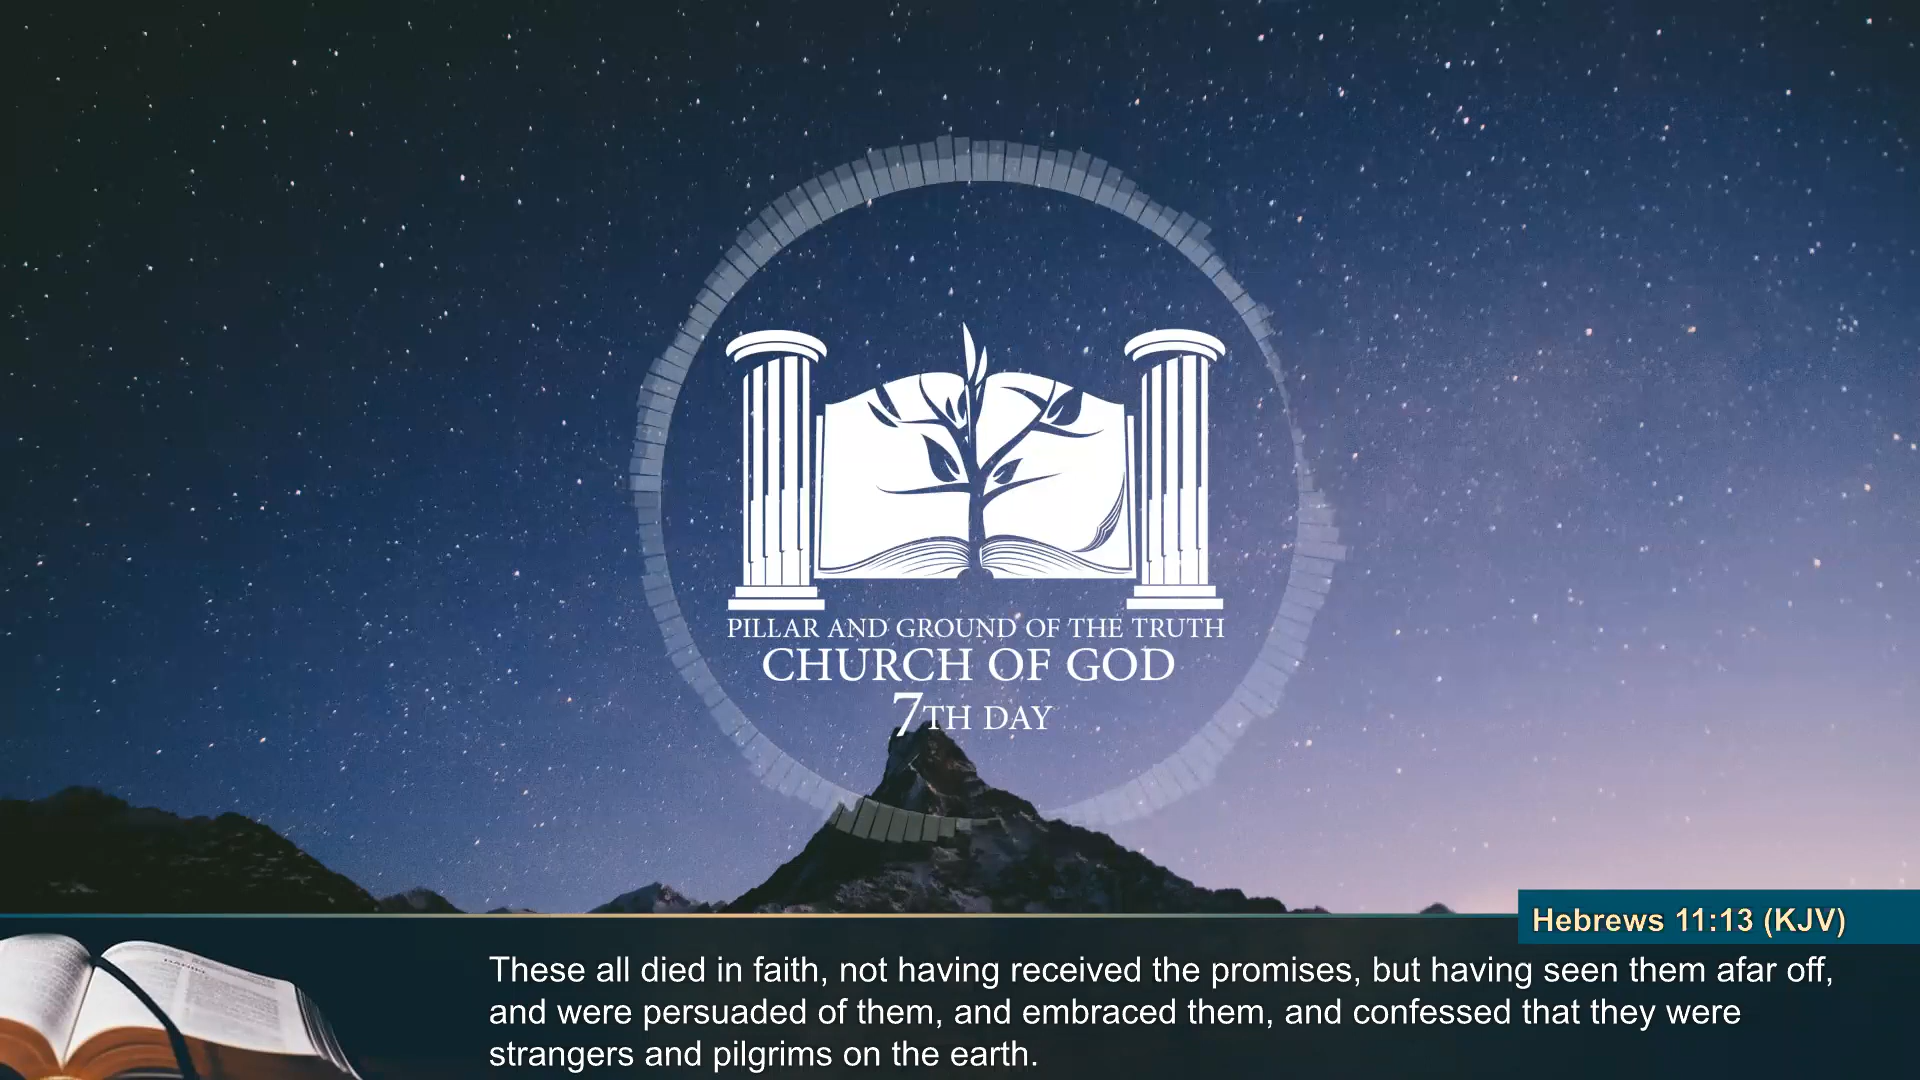 PILLAR AND GROUND OF THE TRUTH
CHURCH OF GOD
7TH DAY
Hebrews 11:13 (KJV)
These all died in faith, not having received the promises, but having seen them afar off,
and were persuaded of them, and embraced them, and confessed that they were
strangers and pilgrims on the earth.